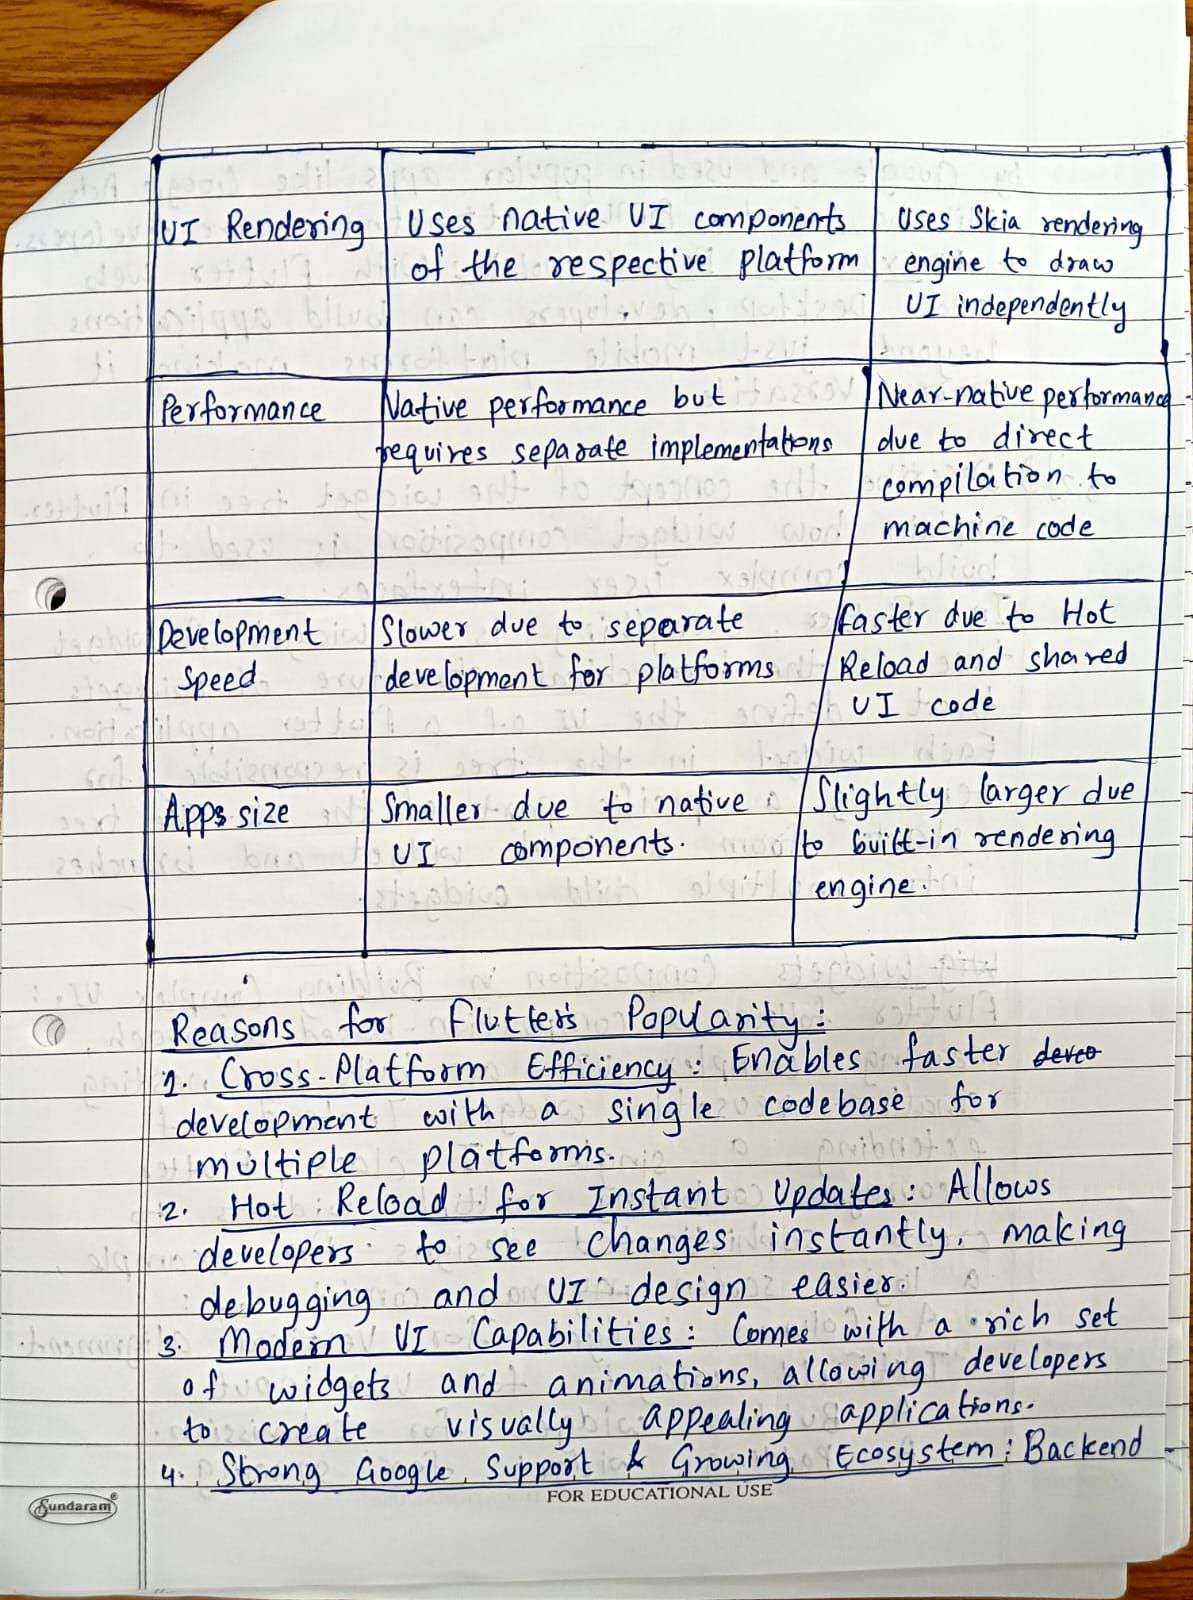 UI Rendering
Uses native UI components
of the respective platform
Uses Skia rendering
engine to draw
UI independently
Performance
Native performance but
requires separate implementations
Near-native performance
due to direct
compilation to
machine code
Development
Speed
Slower due to separate
development for platforms
faster due to Hot
Reload and shared
UI code
Apps size
Smaller due to native
UI components.
Slightly larger due
to built-in rendering
engine.
Reasons for Flutter's Popularity:
1. Cross-Platform Efficiency: Enables faster
development with a single codebase for
multiple platforms.
2. Hot Reload for Instant Updates: Allows
developers to see changes instantly, making
debugging and UI design easier.
3. Modern UI Capabilities: Comes with a rich set
of widgets and animations, allowing developers
to create visually appealing applications.
4. Strong Google Support & Growing Ecosystem: Backend
Sundaram®
FOR EDUCATIONAL USE